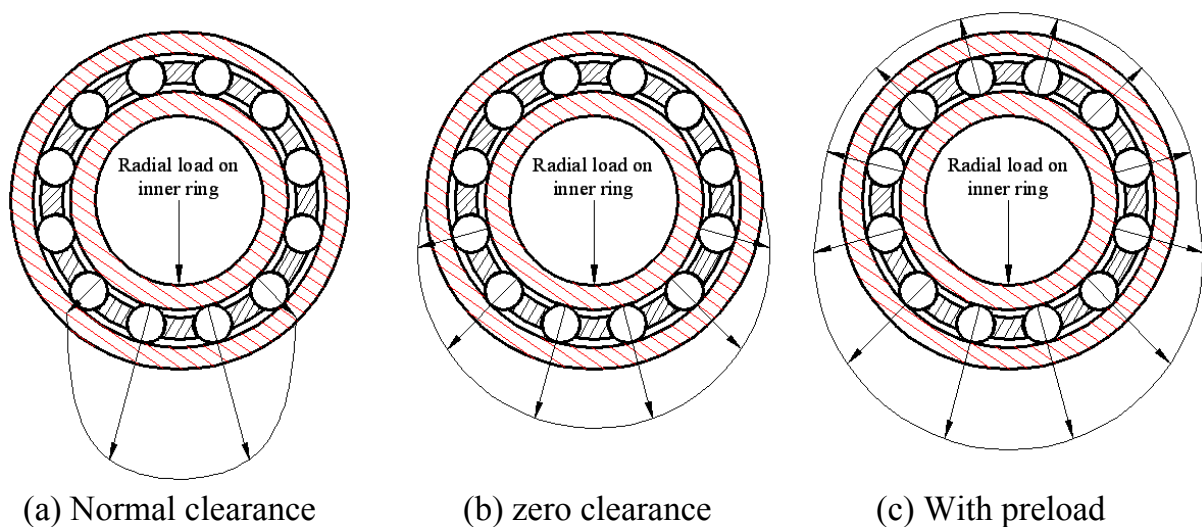 Radial load on
inner ring
Radial load on
inner ring
Radial load on
inner ring
(a) Normal clearance
(b) zero clearance
(c) With preload